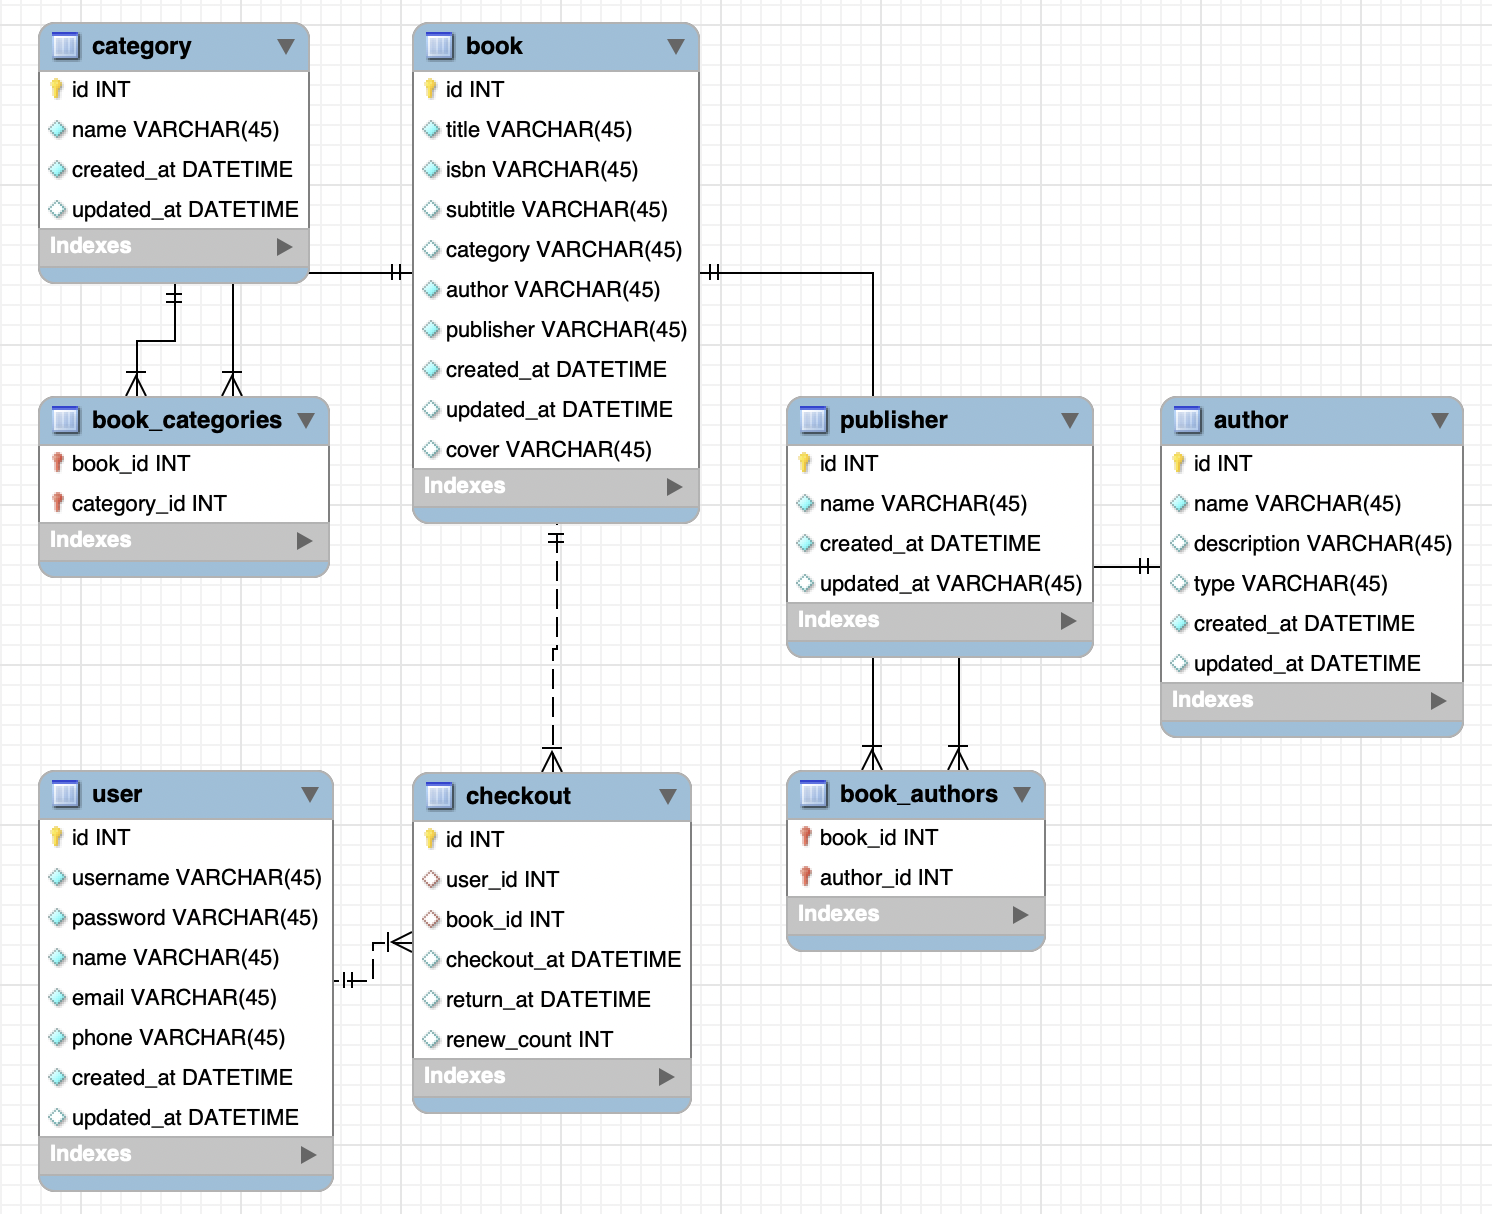 category
id INT
name VARCHAR(45)
created_at DATETIME
updated_at DATETIME
Indexes
book
id INT
title VARCHAR(45)
isbn VARCHAR(45)
subtitle VARCHAR(45)
category VARCHAR(45)
author VARCHAR(45)
publisher VARCHAR(45)
created_at DATETIME
updated_at DATETIME
cover VARCHAR(45)
Indexes
book_categories
book_id INT
category_id INT
Indexes
publisher
id INT
name VARCHAR(45)
created_at DATETIME
updated_at VARCHAR(45)
Indexes
author
id INT
name VARCHAR(45)
description VARCHAR(45)
type VARCHAR(45)
created_at DATETIME
updated_at DATETIME
Indexes
user
id INT
username VARCHAR(45)
password VARCHAR(45)
name VARCHAR(45)
email VARCHAR(45)
phone VARCHAR(45)
created_at DATETIME
updated_at DATETIME
Indexes
checkout
id INT
user_id INT
book_id INT
checkout_at DATETIME
return_at DATETIME
renew_count INT
Indexes
book_authors
book_id INT
author_id INT
Indexes